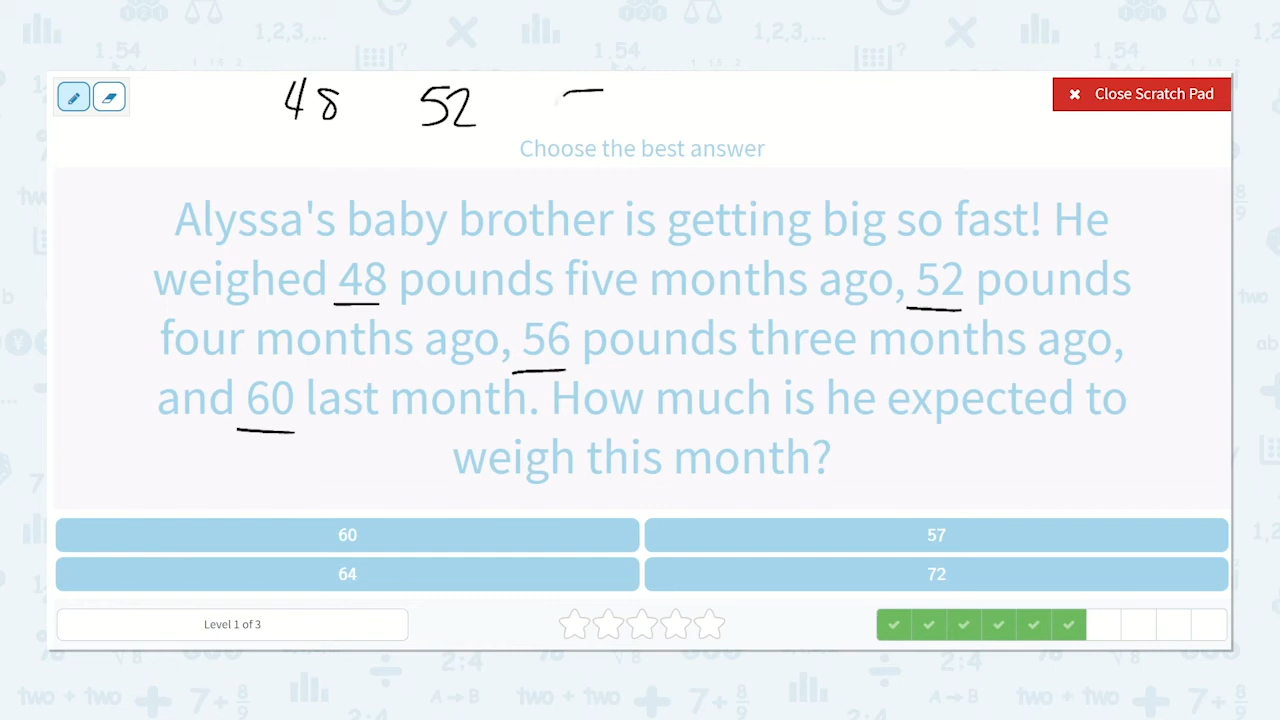 48 52
Close Scratch Pad
Choose the best answer
Alyssa's baby brother is getting big so fast! He
weighed 48 pounds five months ago, 52 pounds
four months ago, 56 pounds three months ago,
and 60 last month. How much is he expected to
weigh this month?
60 57
64 72
Level 1 of 3